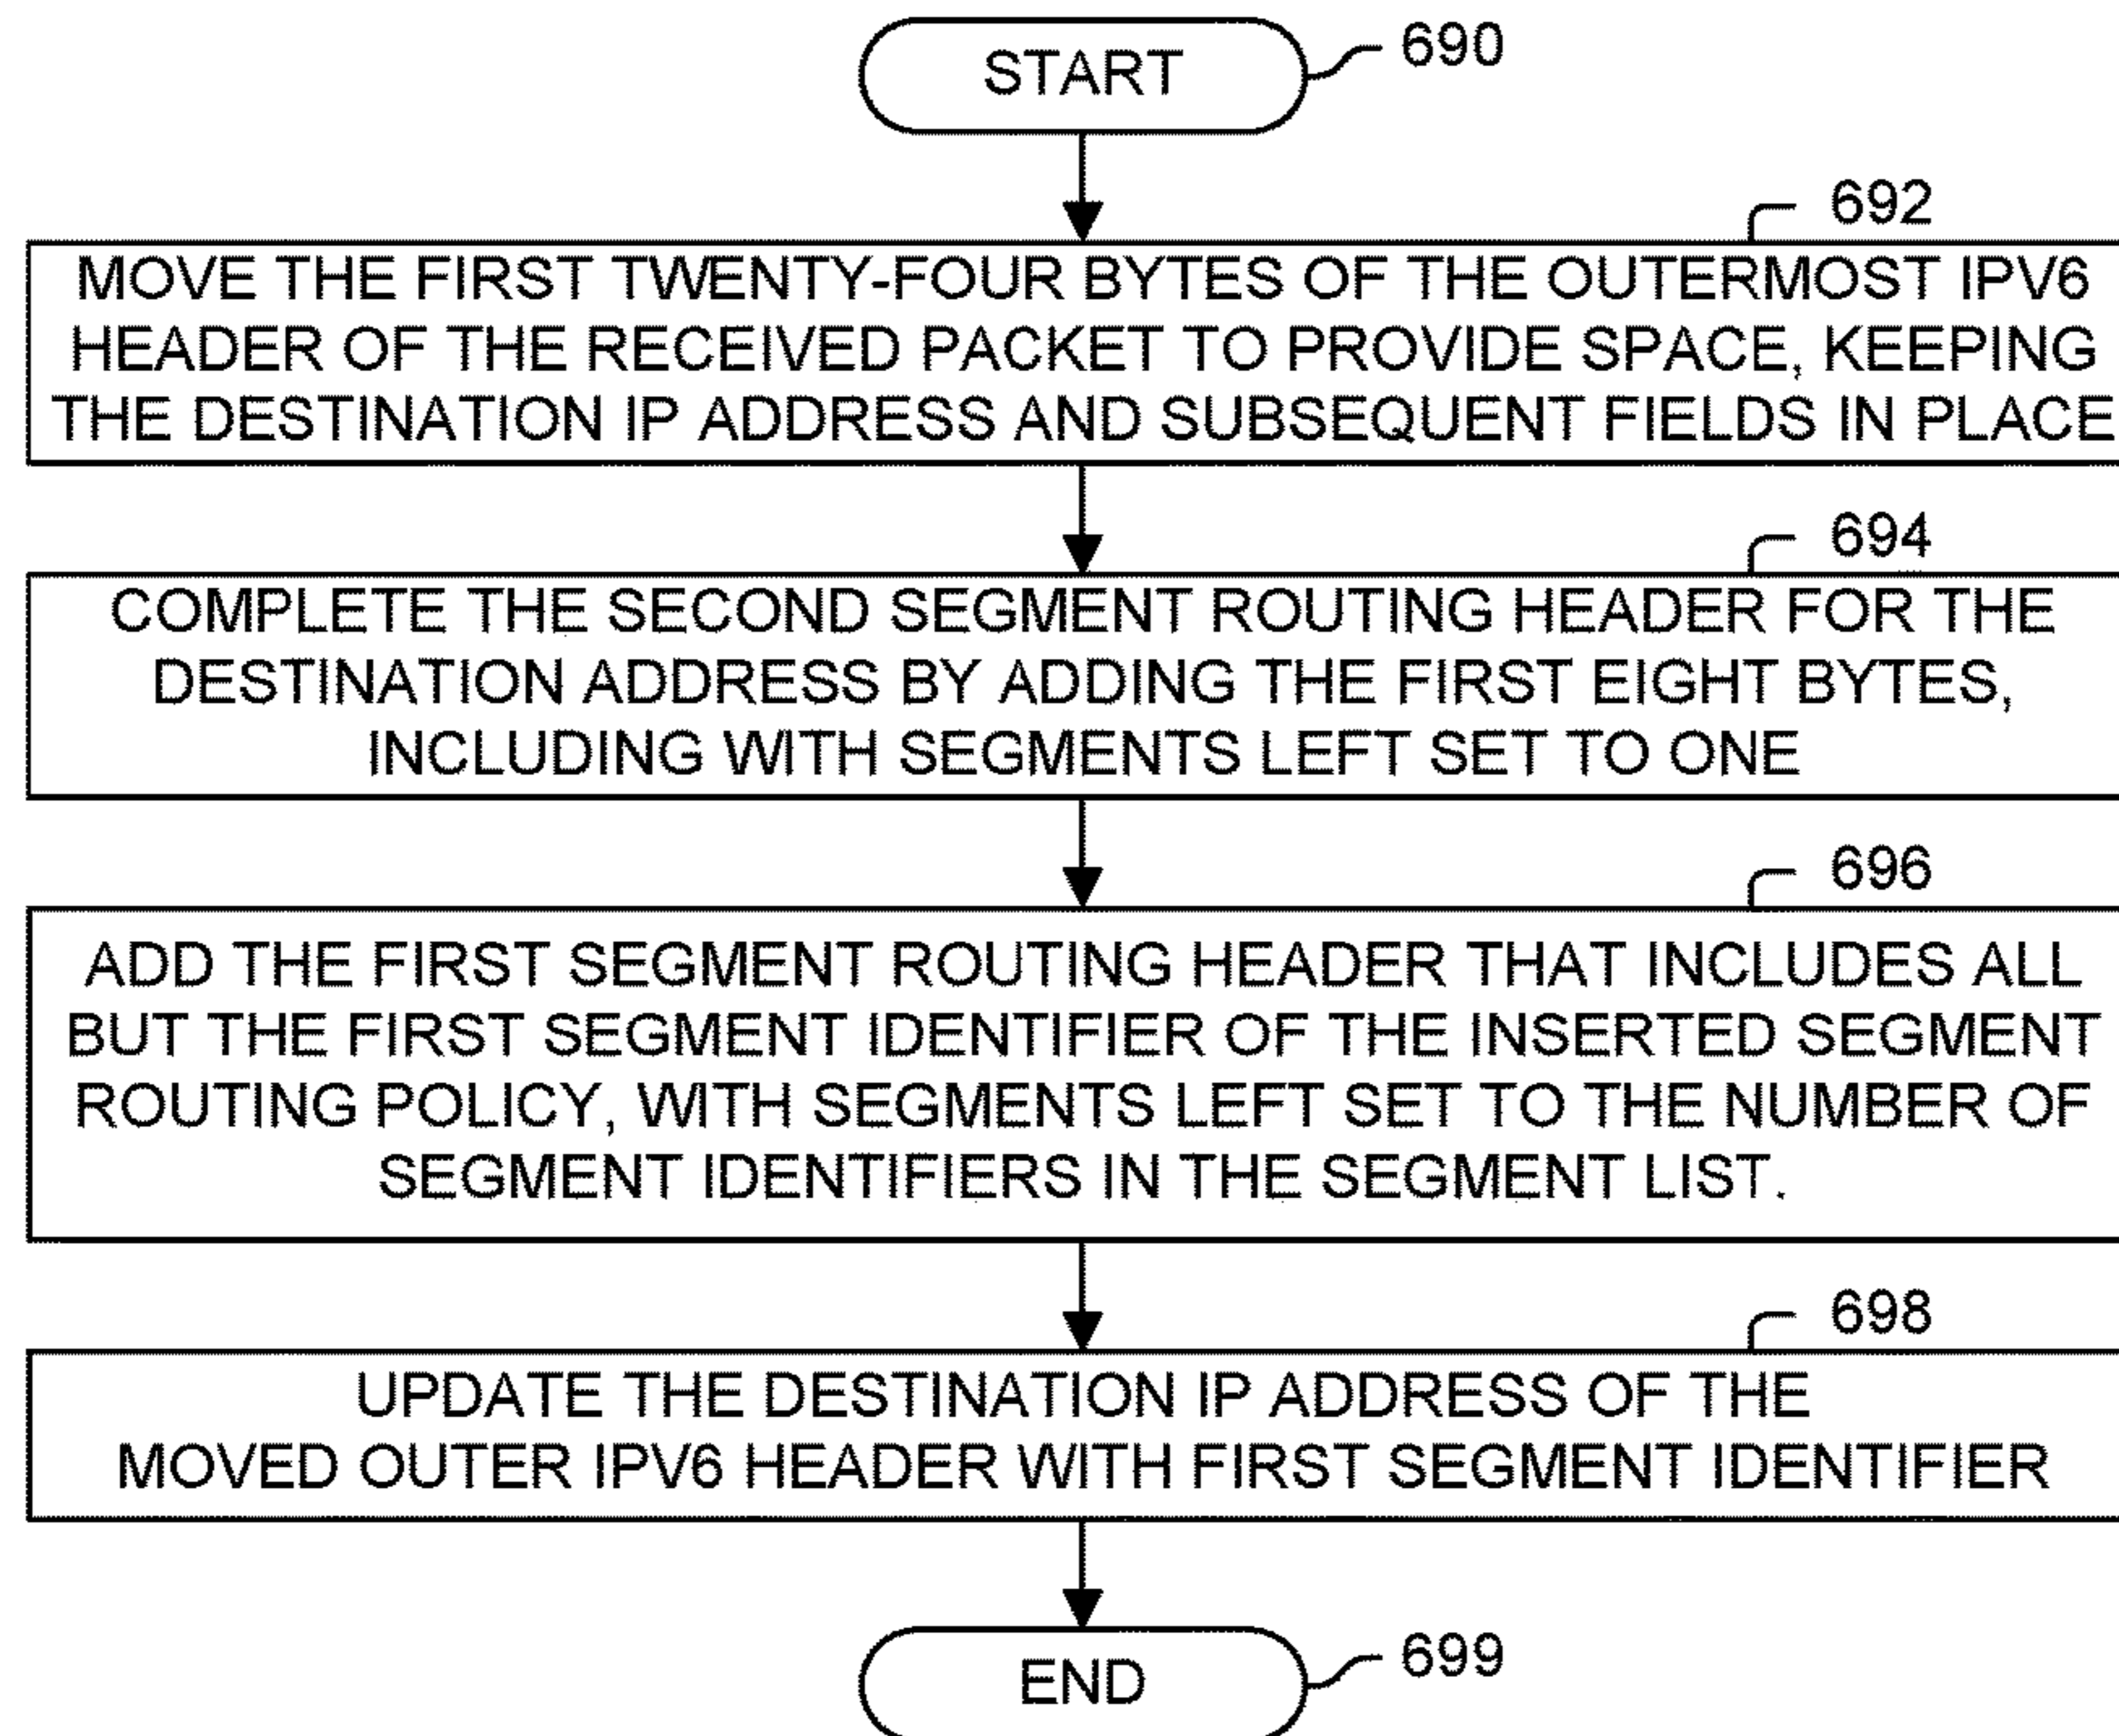 START
690
692
MOVE THE FIRST TWENTY-FOUR BYTES OF THE OUTERMOST IPV6
HEADER OF THE RECEIVED PACKET TO PROVIDE SPACE, KEEPING
THE DESTINATION IP ADDRESS AND SUBSEQUENT FIELDS IN PLACE
694
COMPLETE THE SECOND SEGMENT ROUTING HEADER FOR THE
DESTINATION ADDRESS BY ADDING THE FIRST EIGHT BYTES,
INCLUDING WITH SEGMENTS LEFT SET TO ONE
696
ADD THE FIRST SEGMENT ROUTING HEADER THAT INCLUDES ALL
BUT THE FIRST SEGMENT IDENTIFIER OF THE INSERTED SEGMENT
ROUTING POLICY, WITH SEGMENTS LEFT SET TO THE NUMBER OF
SEGMENT IDENTIFIERS IN THE SEGMENT LIST.
698
UPDATE THE DESTINATION IP ADDRESS OF THE
MOVED OUTER IPV6 HEADER WITH FIRST SEGMENT IDENTIFIER
END
699